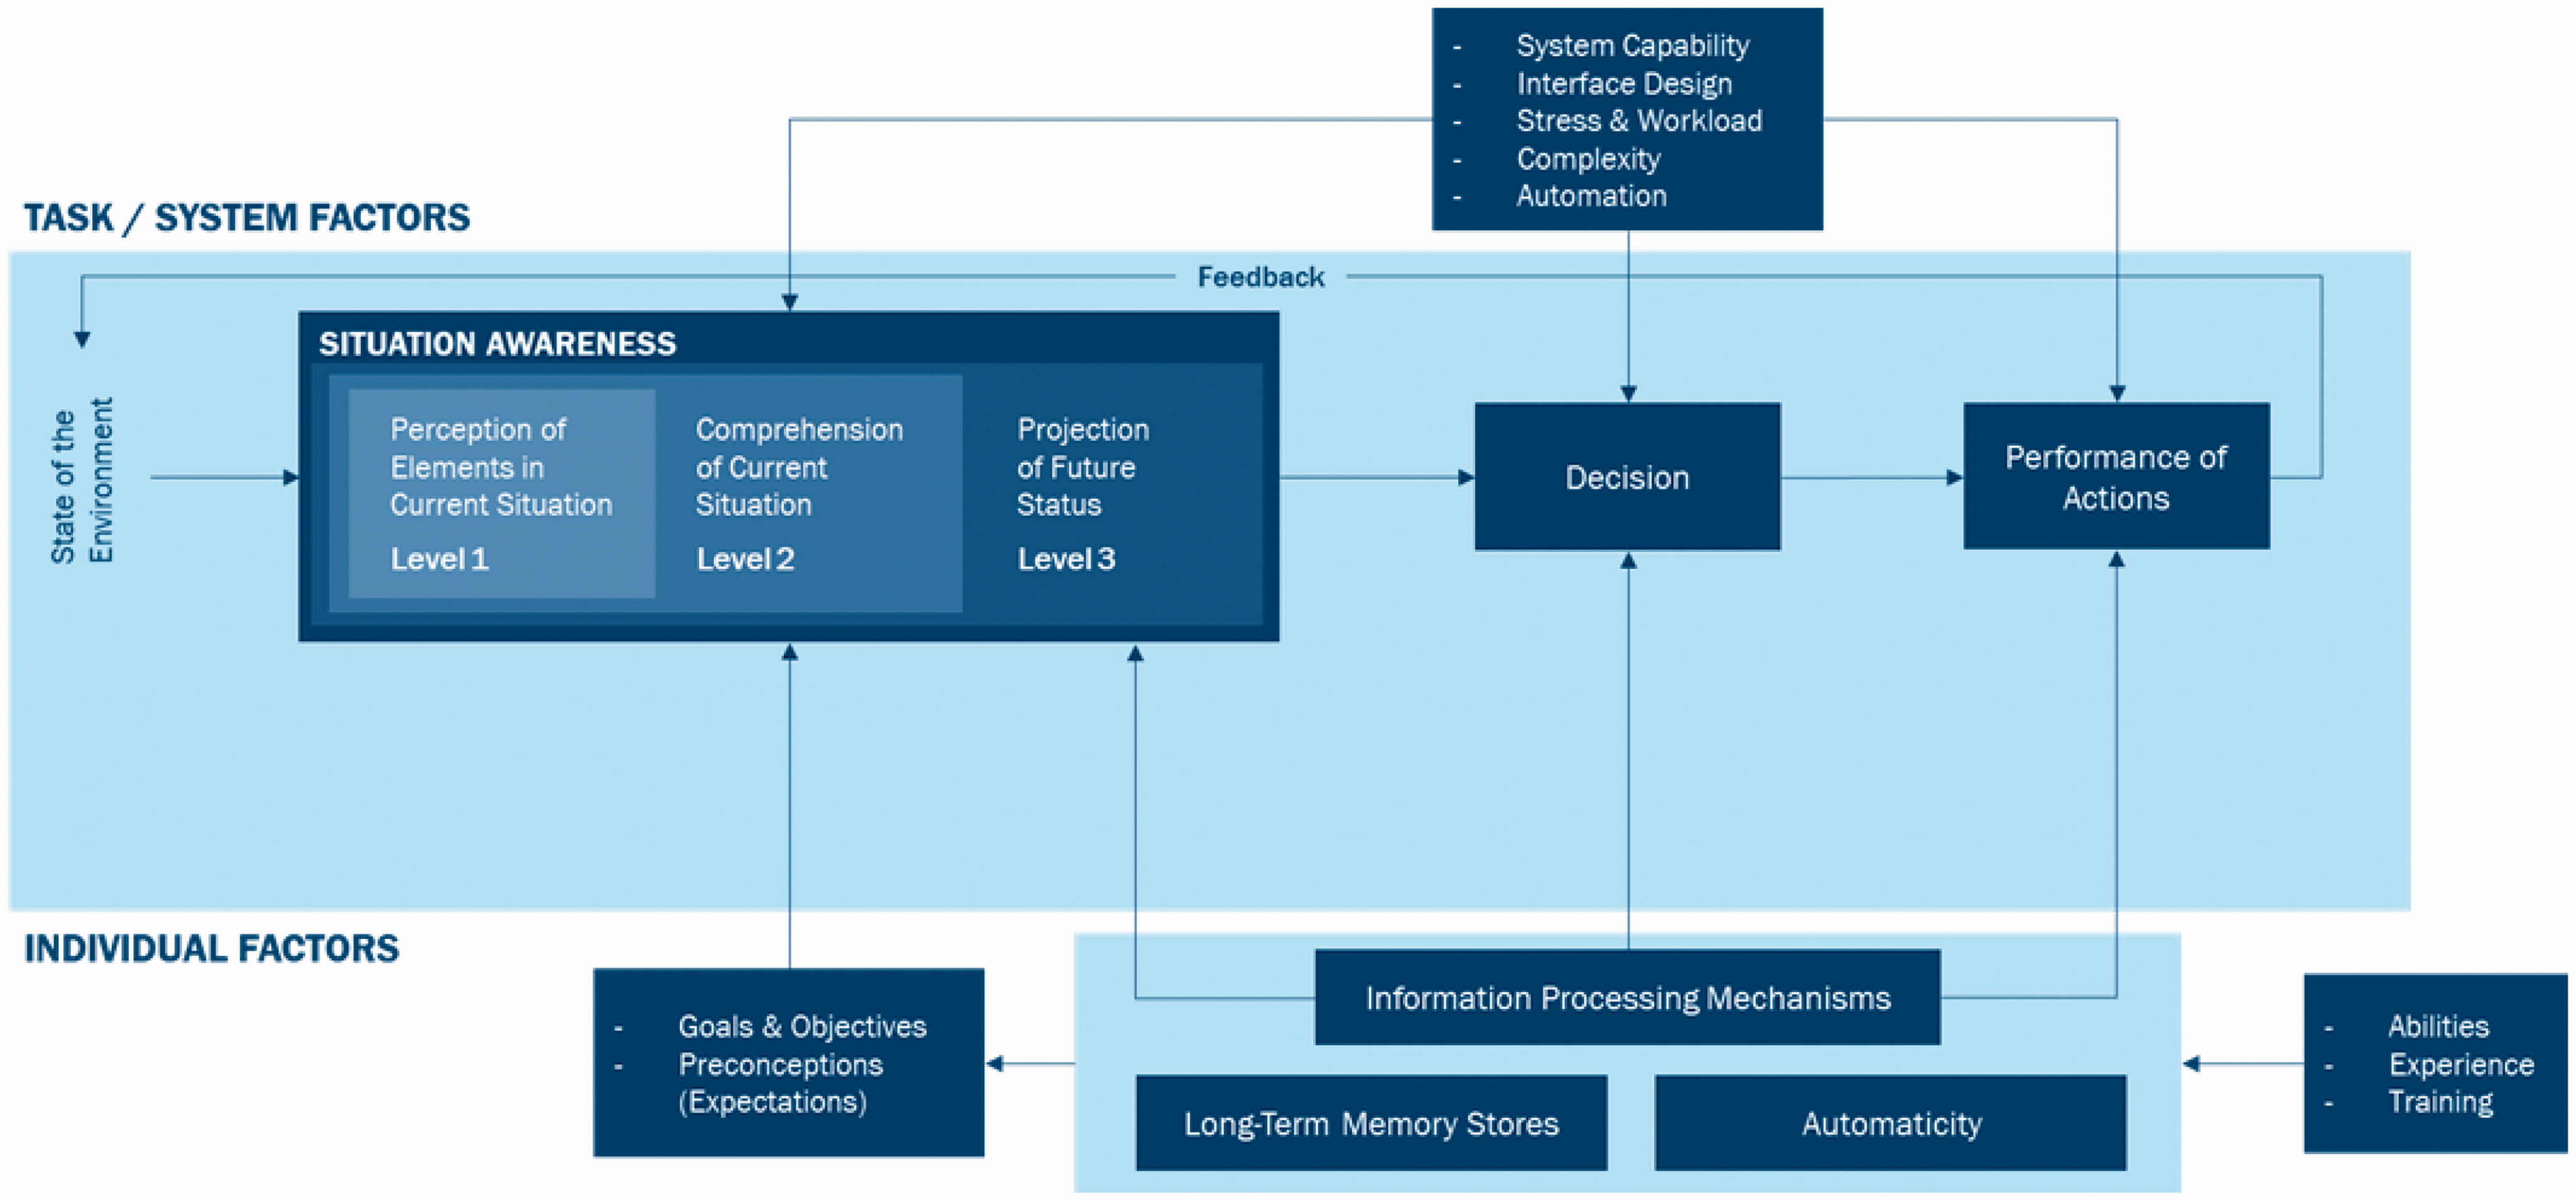 - System Capability
- Interface Design
- Stress & Workload
- Complexity
- Automation
TASK / SYSTEM FACTORS
Feedback
State of the
Environment
SITUATION AWARENESS
Perception of
Elements in
Current Situation
Level 1
Comprehension
of Current
Situation
Level 2
Projection
of Future
Status
Level 3
Decision
Performance of
Actions
INDIVIDUAL FACTORS
- Goals & Objectives
- Preconceptions
(Expectations)
Information Processing Mechanisms
Long-Term Memory Stores
Automaticity
- Abilities
- Experience
- Training